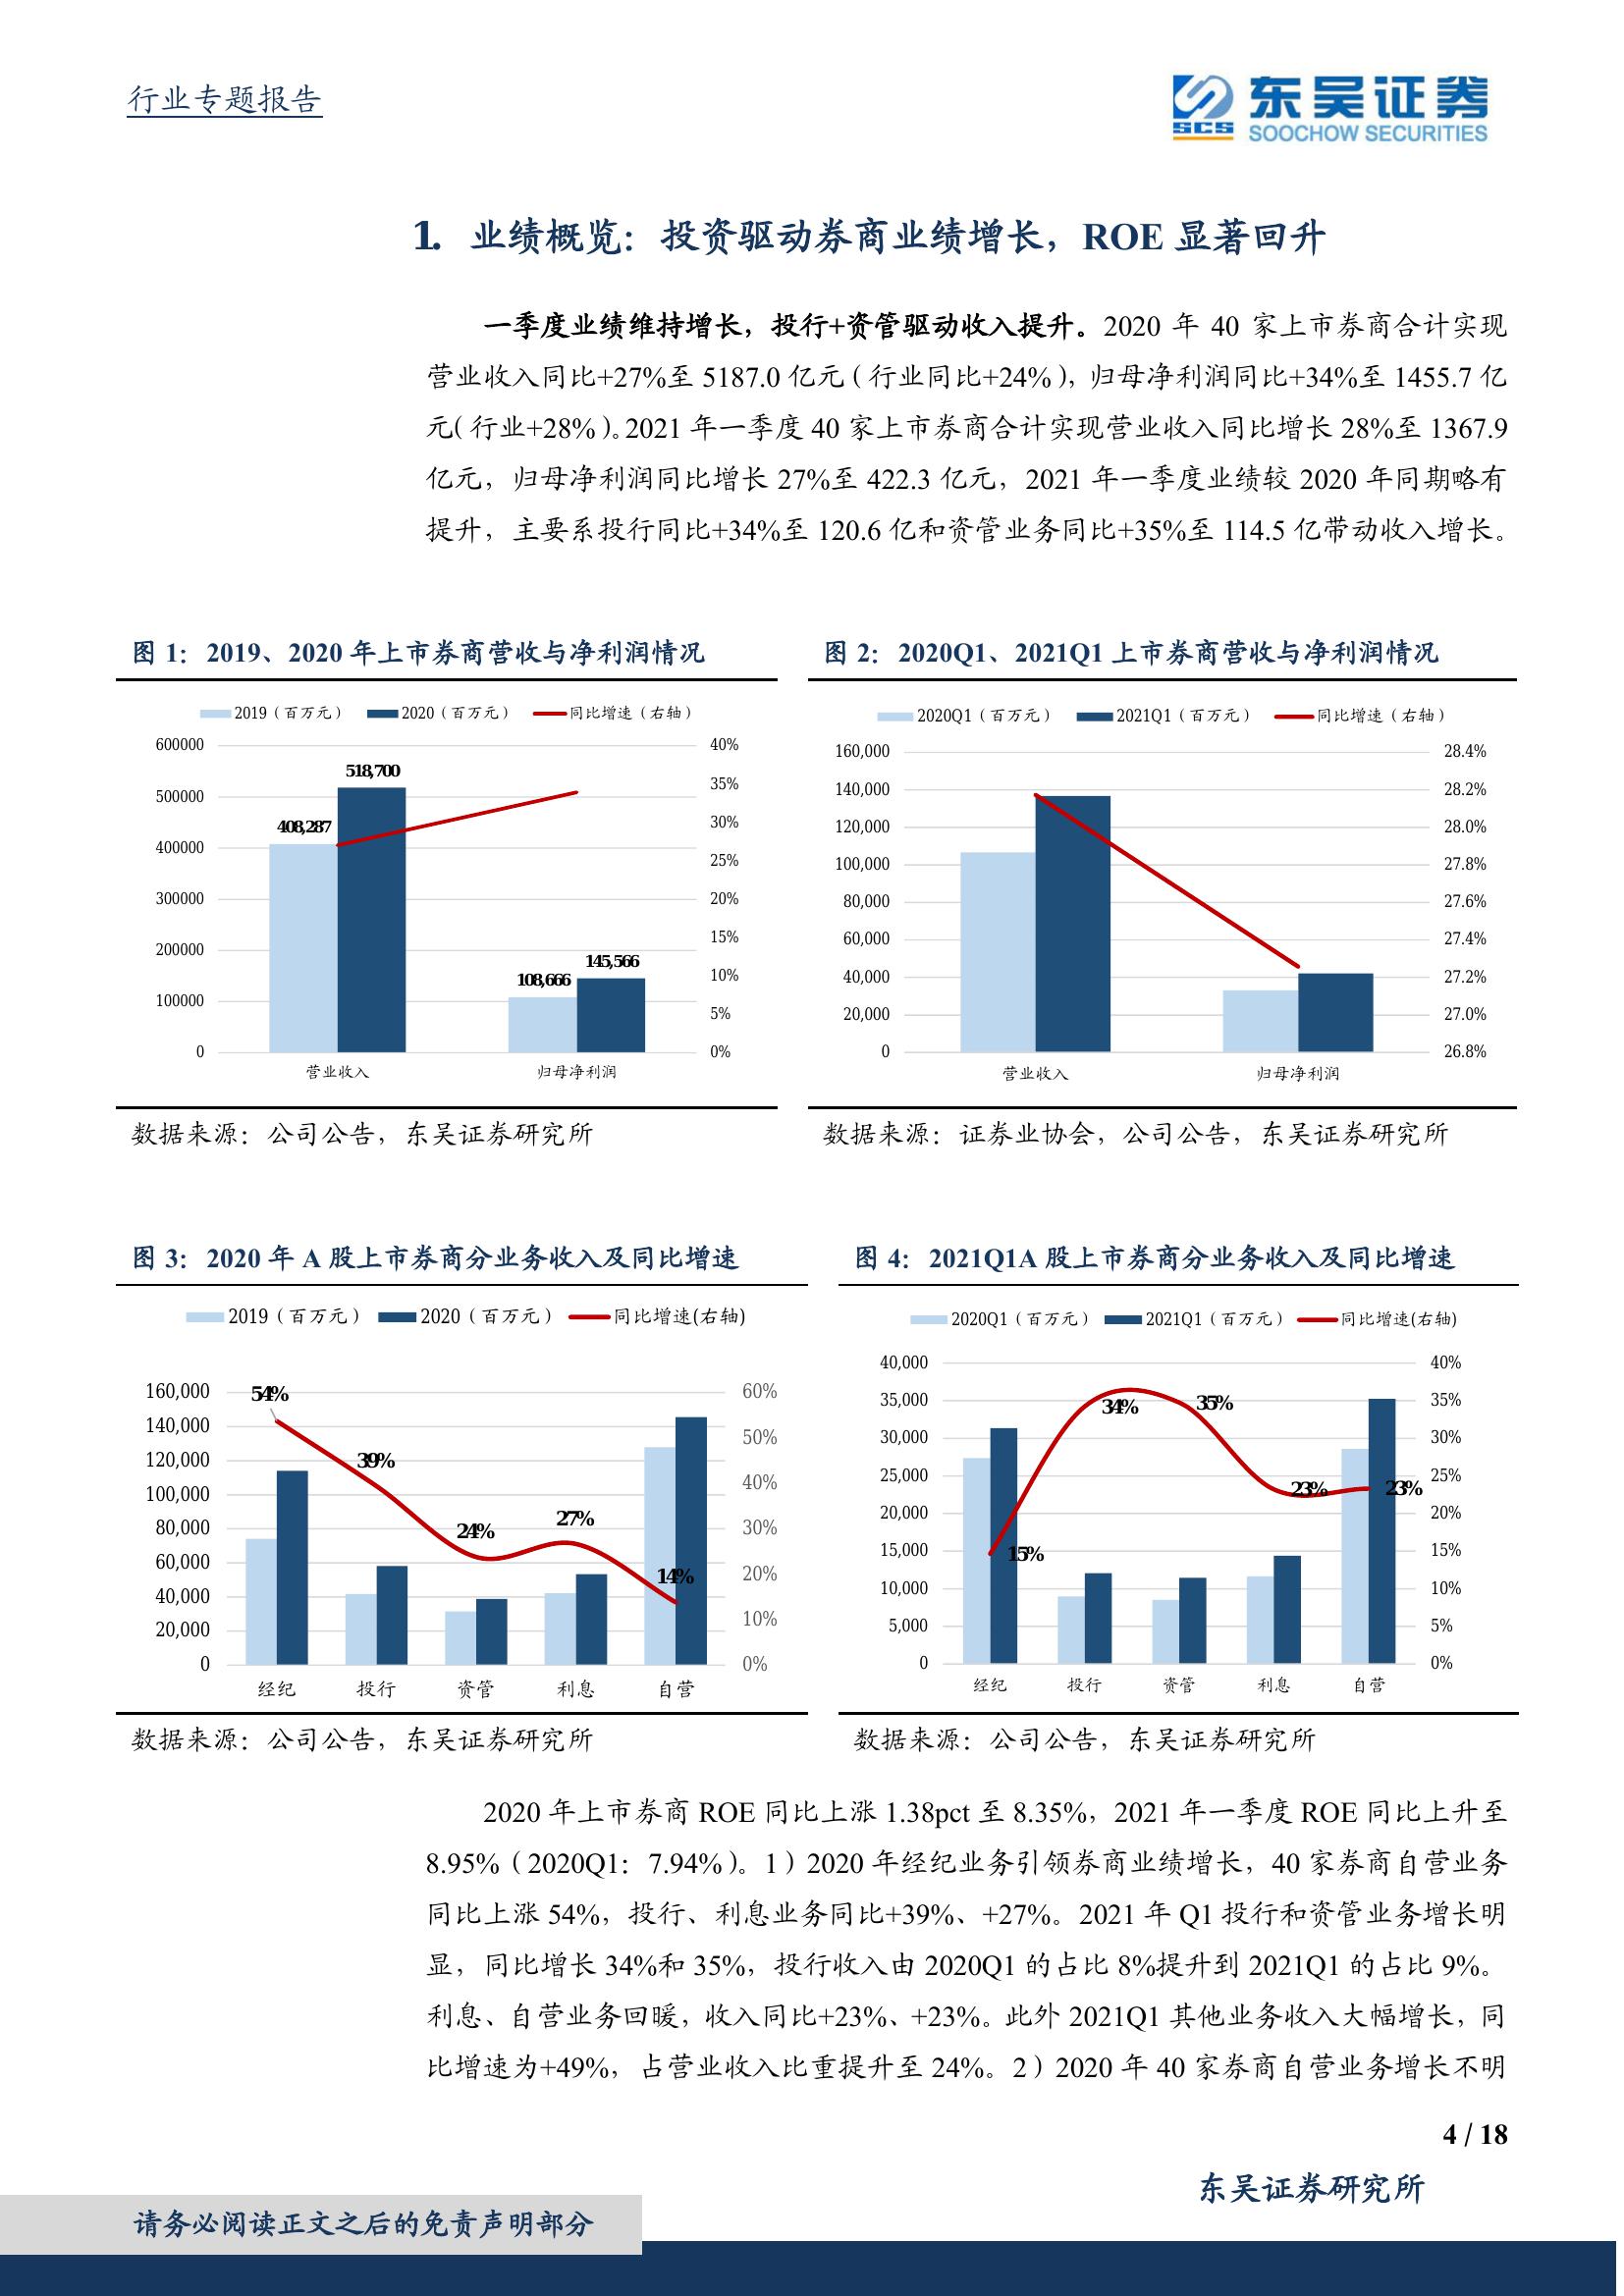 行业专题报告
SCS
东吴证券
SOOCHOW SECURITIES
1. 业绩概览：投资驱动券商业绩增长，ROE 显著回升
一季度业绩维持增长，投行+资管驱动收入提升。2020 年 40 家上市券商合计实现
营业收入同比+27%至 5187.0 亿元（行业同比+24%），归母净利润同比+34%至 1455.7 亿
元（行业+28%）。2021 年一季度 40 家上市券商合计实现营业收入同比增长 28%至 1367.9
亿元，归母净利润同比增长 27%至 422.3 亿元，2021 年一季度业绩较 2020 年同期略有
提升，主要系投行同比+34%至 120.6 亿和资管业务同比+35%至 114.5 亿带动收入增长。
图 1：2019、2020 年上市券商营收与净利润情况
2019（百万元） 2020（百万元） 同比增速（右轴）
600000 40%
518,700
35%
500000
408,287 30%
400000 25%
300000 20%
15%
200000
145,566
108,666 10%
100000
5%
0 0%
营业收入 归母净利润
数据来源：公司公告，东吴证券研究所
图 2：2020Q1、2021Q1 上市券商营收与净利润情况
2020Q1（百万元） 2021Q1（百万元） 同比增速（右轴）
160,000 28.4%
140,000 28.2%
120,000 28.0%
100,000 27.8%
80,000 27.6%
60,000 27.4%
40,000 27.2%
20,000 27.0%
0 26.8%
营业收入 归母净利润
数据来源：证券业协会，公司公告，东吴证券研究所
图 3：2020 年 A 股上市券商分业务收入及同比增速
2019（百万元） 2020（百万元） 同比增速(右轴)
160,000 54% 60%
140,000 50%
120,000 39%
100,000 40%
80,000 24% 27% 30%
60,000 20%
40,000 14%
20,000 10%
0 0%
经纪 投行 资管 利息 自营
数据来源：公司公告，东吴证券研究所
图 4：2021Q1A 股上市券商分业务收入及同比增速
2020Q1（百万元） 2021Q1（百万元） 同比增速(右轴)
40,000 40%
35,000 34% 35% 35%
30,000 30%
25,000 23% 23% 25%
20,000 20%
15,000 15% 15%
10,000 10%
5,000 5%
0 0%
经纪 投行 资管 利息 自营
数据来源：公司公告，东吴证券研究所
2020 年上市券商 ROE 同比上涨 1.38pct 至 8.35%，2021 年一季度 ROE 同比上升至
8.95%（2020Q1：7.94%）。1）2020 年经纪业务引领券商业绩增长，40 家券商自营业务
同比上涨 54%，投行、利息业务同比+39%、+27%。2021 年 Q1 投行和资管业务增长明
显，同比增长 34%和 35%，投行收入由 2020Q1 的占比 8%提升到 2021Q1 的占比 9%。
利息、自营业务回暖，收入同比+23%、+23%。此外 2021Q1 其他业务收入大幅增长，同
比增速为+49%，占营业收入比重提升至 24%。2）2020 年 40 家券商自营业务增长不明
4 / 18
东吴证券研究所
请务必阅读正文之后的免责声明部分